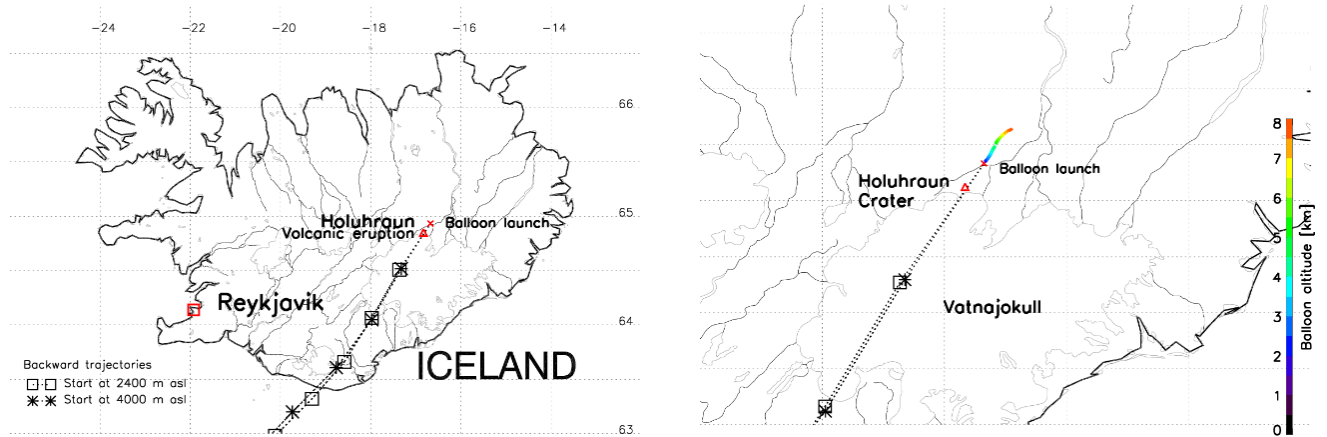 -24 -22 -20 -18 -16 -14
66
65
64
63
Holuhraun
Balloon launch
Volcanic eruption
Reykjavik
ICELAND
Backward trajectories
Start at 2400 m asl
Start at 4000 m asl
Balloon launch
Holuhraun
Crater
Vatnajokull
8
7
6
5
4
3
2
1
0
Balloon altitude [km]